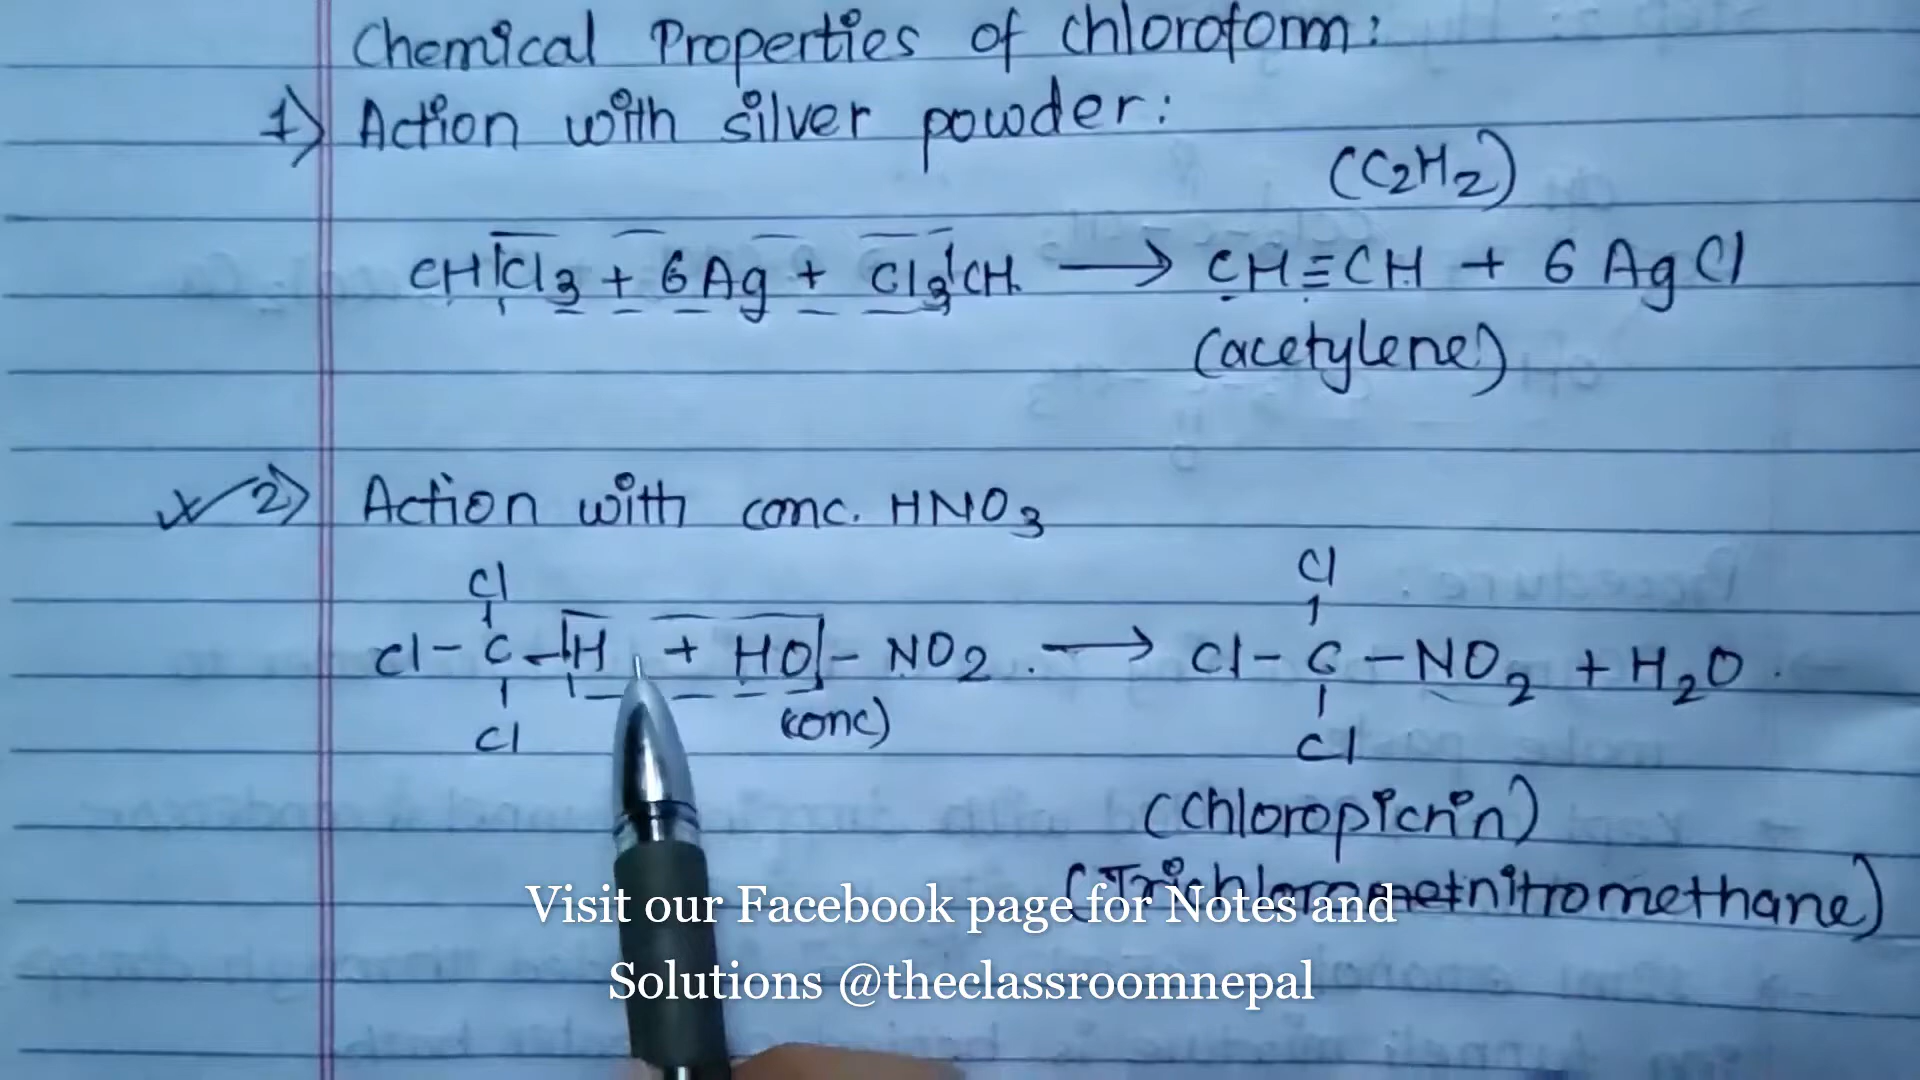 Chemical Properties of chloroform:
1) Action with silver powder:
(C2H2)
CHCl3 + 6Ag + Cl3CH → CH≡CH + 6AgCl
(acetylene)
2) Action with conc. HNO3
Cl Cl
Cl-C-H + HO-NO2 → Cl-C-NO2 + H2O.
Cl (conc) Cl
(Chloropicrin)
nitromethane)
Visit our Facebook page for Notes and
Solutions @theclassroomnepal